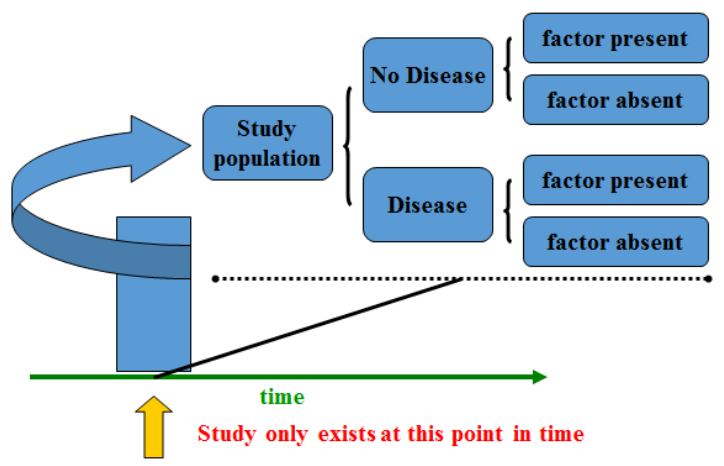 factor present
No Disease
factor absent
Study
population
factor present
Disease
factor absent
time
Study only exists at this point in time